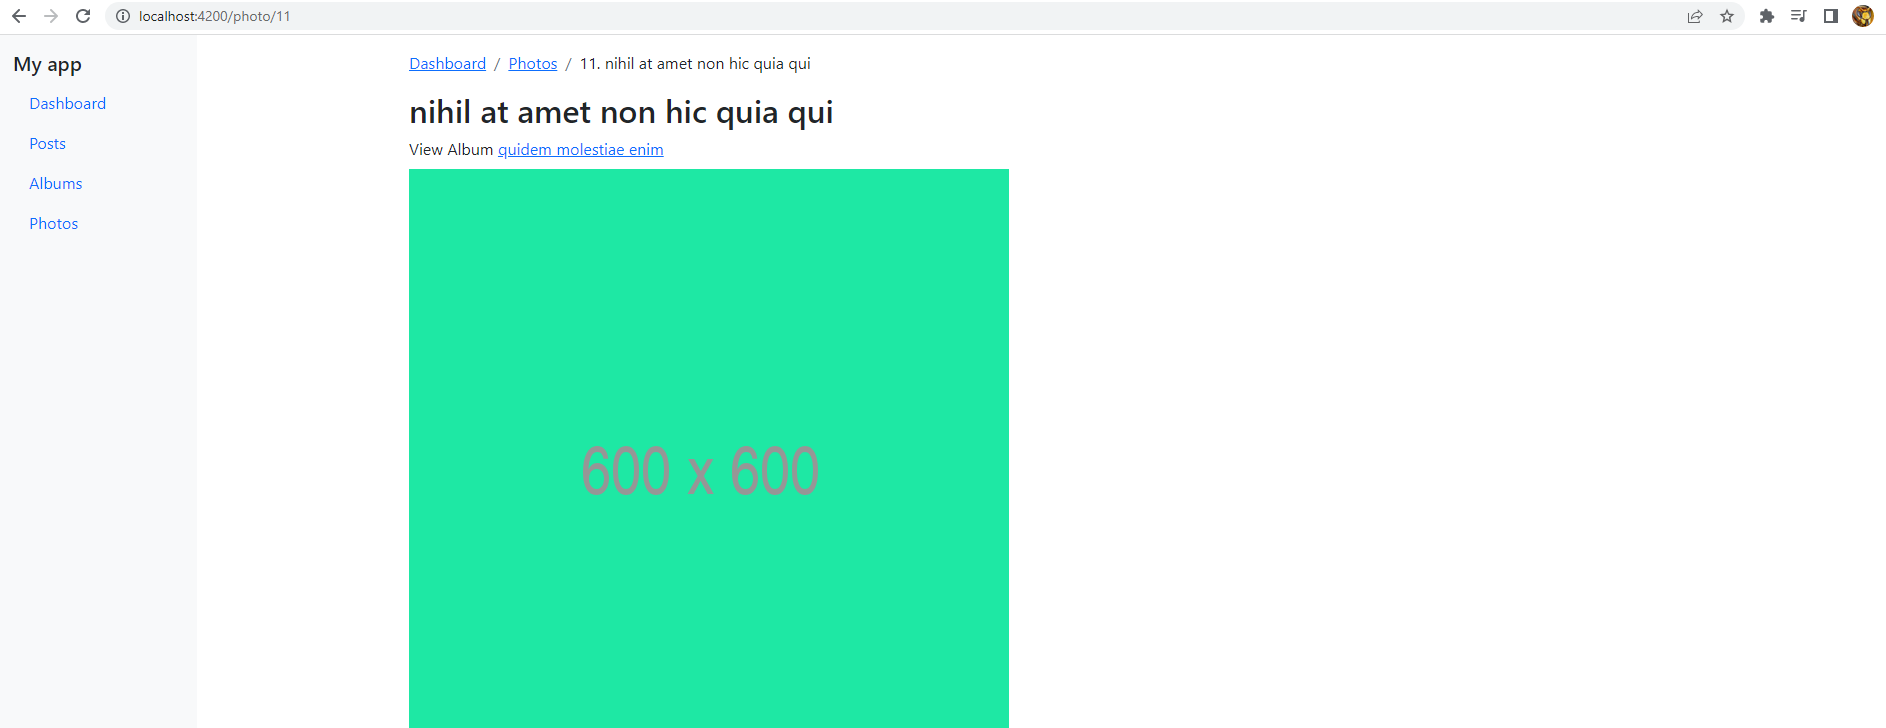 localhost:4200/photo/11
My app
Dashboard
Posts
Albums
Photos
Dashboard / Photos / 11. nihil at amet non hic quia qui
nihil at amet non hic quia qui
View Album quidem molestiae enim
600 x 600